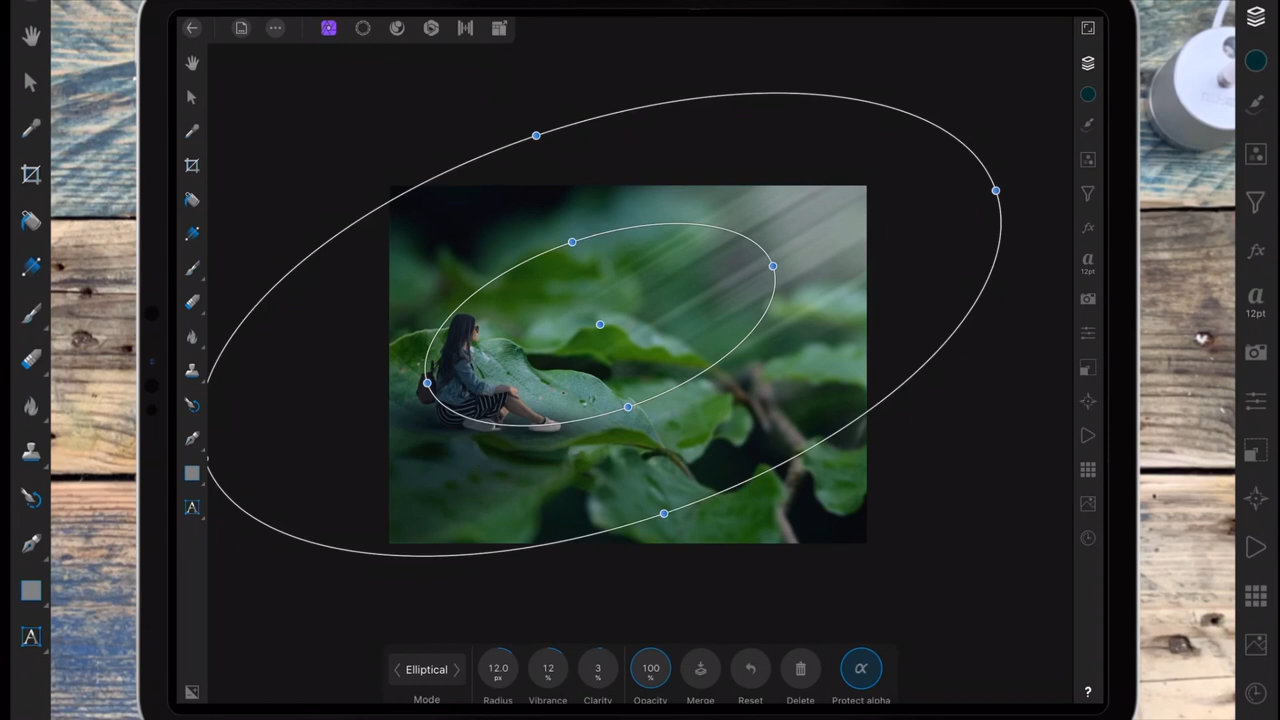 a
12pt
a
12pt
A
A
Elliptical
12.0
px
12
%
3
%
100
%
α
Mode
Radius
Vibrance
Clarity
Opacity
Merge
Reset
Delete
Protect alpha
?